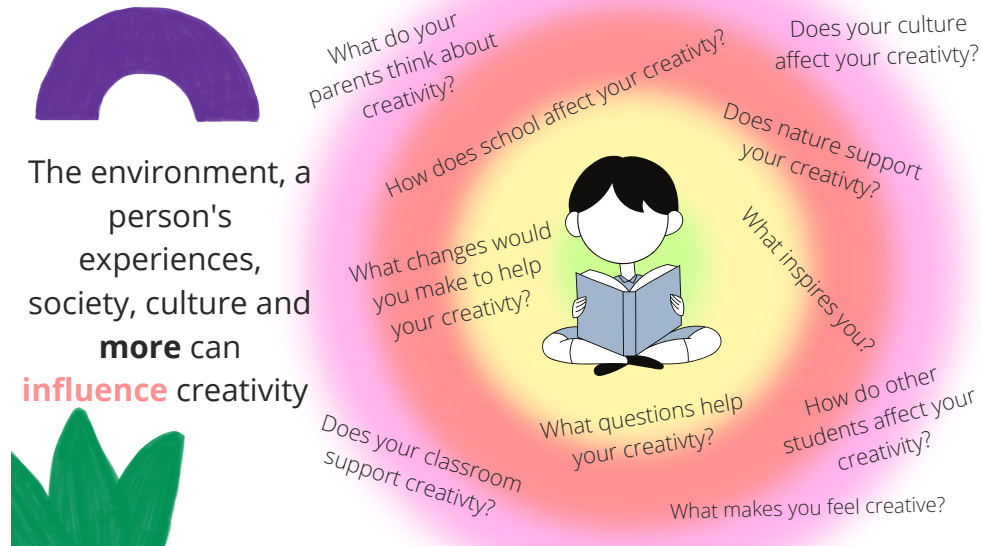 The environment, a
person's
experiences,
society, culture and
more can
influence creativity
What do your
parents think about
creativity?
How does school affect your creativty?
Does your culture
affect your creativty?
Does nature support
your creativty?
What changes would
you make to help
your creativty?
What inspires you?
What questions help
your creativty?
How do other
students affect your
creativity?
Does your classroom
support creativty?
What makes you feel creative?